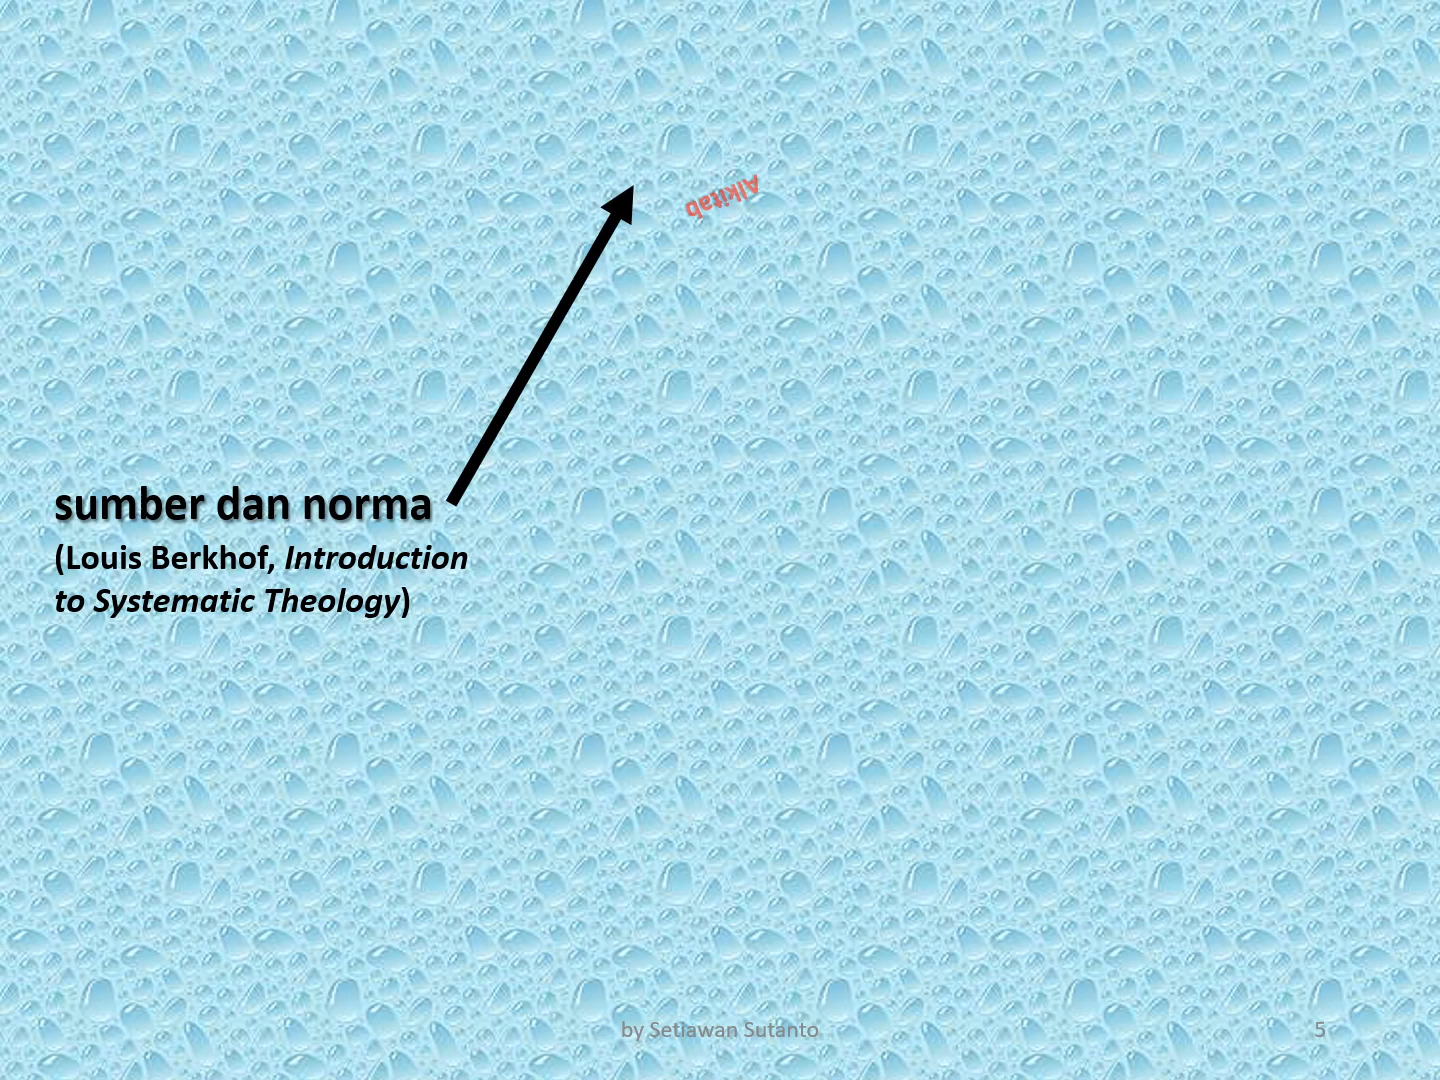 Alkitab
sumber dan norma
(Louis Berkhof, Introduction
to Systematic Theology)
by Setiawan Sutanto
5